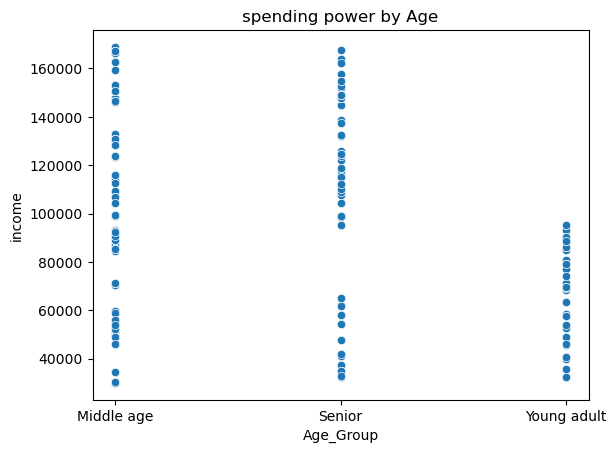 spending power by Age
160000
140000
120000
100000
80000
60000
40000
income
Middle age Senior Young adult
Age_Group